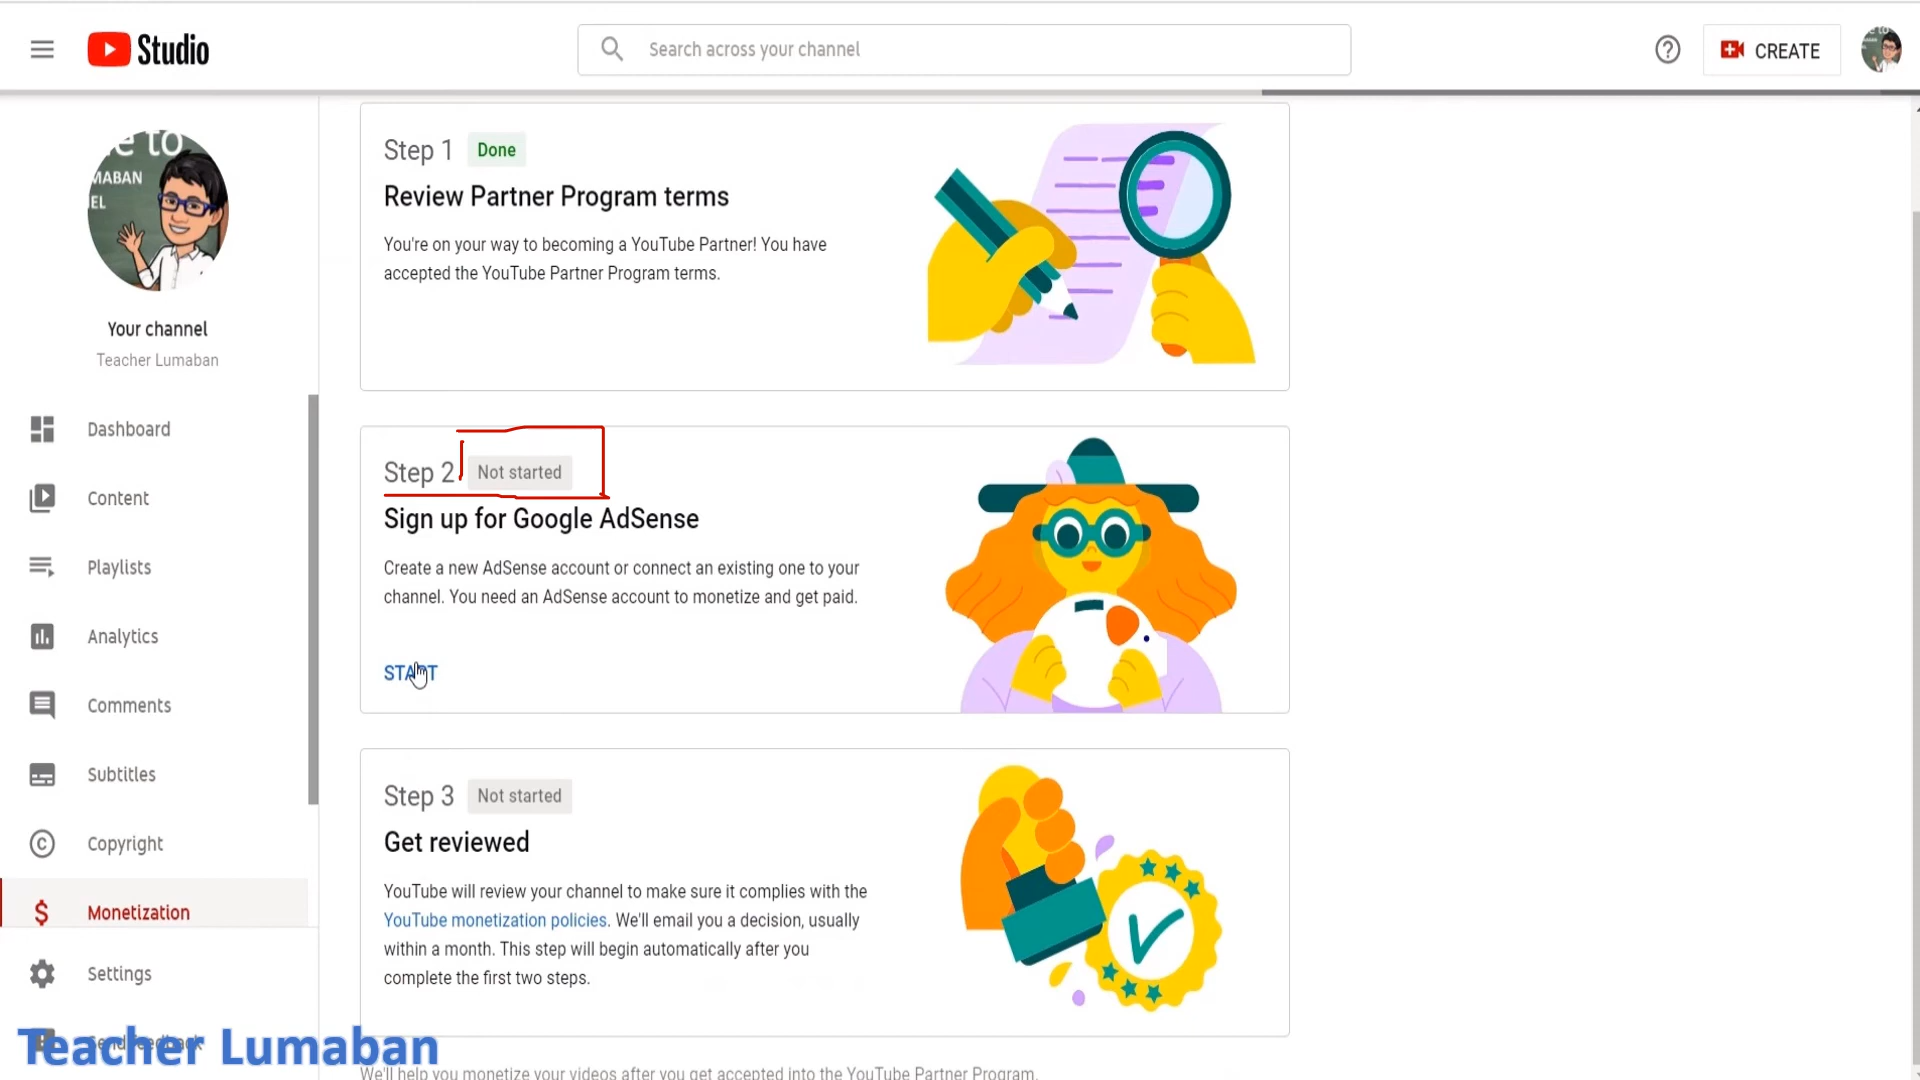 Studio
Search across your channel
CREATE
e to
MABAN
EL
Your channel
Teacher Lumaban
Dashboard
Content
Playlists
Analytics
Comments
Subtitles
Copyright
Monetization
Settings
Send feedback
Teacher Lumaban
Step 1 Done
Review Partner Program terms
You're on your way to becoming a YouTube Partner! You have
accepted the YouTube Partner Program terms.
Step 2 Not started
Sign up for Google AdSense
Create a new AdSense account or connect an existing one to your
channel. You need an AdSense account to monetize and get paid.
START
Step 3 Not started
Get reviewed
YouTube will review your channel to make sure it complies with the
YouTube monetization policies. We'll email you a decision, usually
within a month. This step will begin automatically after you
complete the first two steps.
We'll help you monetize your videos after you get accepted into the YouTube Partner Program.